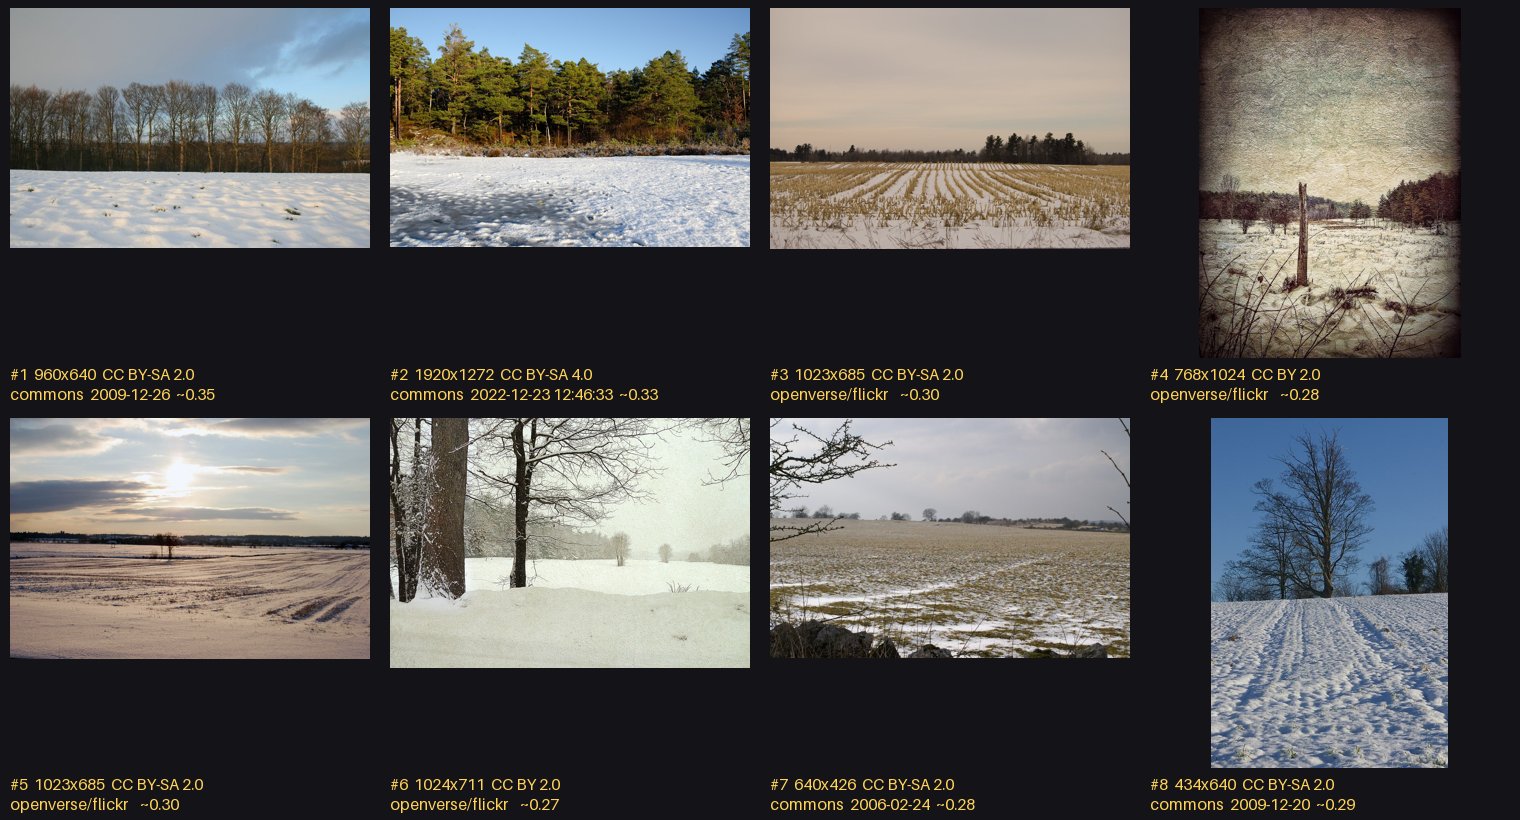 #1 960x640 CC BY-SA 2.0
commons 2009-12-26 ~0.35
#2 1920x1272 CC BY-SA 4.0
commons 2022-12-23 12:46:33 ~0.33
#3 1023x685 CC BY-SA 2.0
openverse/flickr ~0.30
#4 768x1024 CC BY 2.0
openverse/flickr ~0.28
#5 1023x685 CC BY-SA 2.0
openverse/flickr ~0.30
#6 1024x711 CC BY 2.0
openverse/flickr ~0.27
#7 640x426 CC BY-SA 2.0
commons 2006-02-24 ~0.28
#8 434x640 CC BY-SA 2.0
commons 2009-12-20 ~0.29